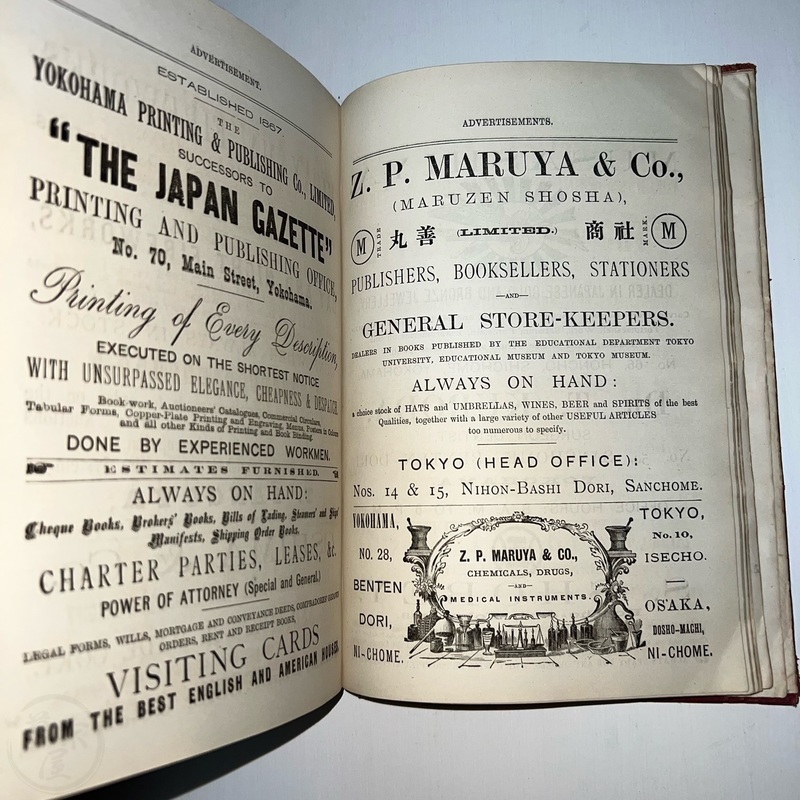 ADVERTISEMENT.
ESTABLISHED 1867.
THE
YOKOHAMA PRINTING & PUBLISHING Co., LIMITED,
SUCCESSORS TO
"THE JAPAN GAZETTE"
PRINTING AND PUBLISHING OFFICE,
No. 70, Main Street, Yokohama.
Printing of Every Description,
EXECUTED ON THE SHORTEST NOTICE
WITH UNSURPASSED ELEGANCE, CHEAPNESS & DESPATCH
Book-work, Auctioneers' Catalogues, Commercial Circulars,
Tabular Forms, Copper-Plate Printing and Engraving, Menus, Posters in Colours
and all other Kinds of Printing and Book Binding.
DONE BY EXPERIENCED WORKMEN.
ESTIMATES FURNISHED.
ALWAYS ON HAND:
Cheque Books, Brokers' Books, Bills of Lading, Steamers' and Ships'
Manifests, Shipping Order Books,
CHARTER PARTIES, LEASES, &c.
POWER OF ATTORNEY (Special and General.)
LEGAL FORMS, WILLS, MORTGAGE AND CONVEYANCE DEEDS, COMPRADORES'
ORDERS, RENT AND RECEIPT BOOKS,
VISITING CARDS
FROM THE BEST ENGLISH AND AMERICAN HOUSES.
ADVERTISEMENTS.
Z. P. MARUYA & Co.,
(MARUZEN SHOSHA),
M TRADE 丸善 (LIMITED.) 商社 MARK. M
PUBLISHERS, BOOKSELLERS, STATIONERS
—AND—
GENERAL STORE-KEEPERS.
DEALERS IN BOOKS PUBLISHED BY THE EDUCATIONAL DEPARTMENT TOKYO
UNIVERSITY, EDUCATIONAL MUSEUM AND TOKYO MUSEUM.
ALWAYS ON HAND:
a choice stock of HATS and UMBRELLAS, WINES, BEER and SPIRITS of the best
Qualities, together with a large variety of other USEFUL ARTICLES
too numerous to specify.
TOKYO (HEAD OFFICE):
Nos. 14 & 15, NIHON-BASHI DORI, SANCHOME.
YOKOHAMA,
No. 28,
BENTEN
DORI,
NI-CHOME.
Z. P. MARUYA & CO.,
CHEMICALS, DRUGS,
—AND—
MEDICAL INSTRUMENTS.
TOKYO,
No. 10,
ISECHO.
—
OSAKA,
DOSHO-MACHI,
NI-CHOME.